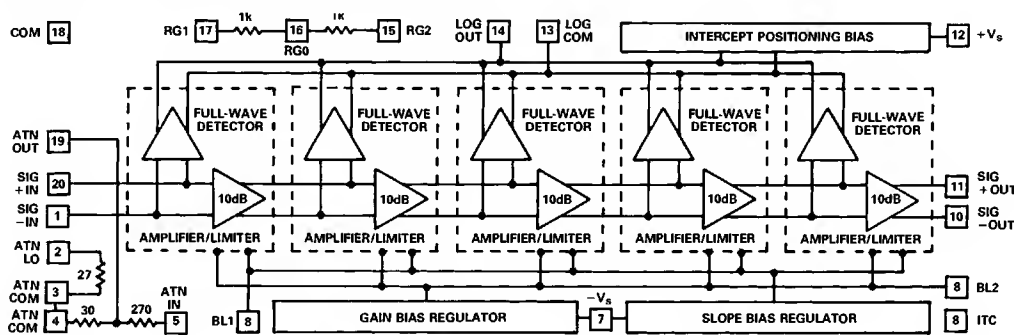 COM 18
RG1 17 1k 16 1k 15 RG2
RG0
LOG OUT 14
13 LOG COM
INTERCEPT POSITIONING BIAS
12 +Vs
FULL-WAVE DETECTOR
FULL-WAVE DETECTOR
FULL-WAVE DETECTOR
FULL-WAVE DETECTOR
FULL-WAVE DETECTOR
ATN OUT 19
SIG +IN 20
SIG −IN 1
10dB
10dB
10dB
10dB
10dB
11 SIG +OUT
10 SIG −OUT
AMPLIFIER/LIMITER
AMPLIFIER/LIMITER
AMPLIFIER/LIMITER
AMPLIFIER/LIMITER
AMPLIFIER/LIMITER
ATN LO 2
27
ATN COM 3
ATN COM 4
30
270
ATN IN
5
BL1 8
GAIN BIAS REGULATOR
−Vs
7
SLOPE BIAS REGULATOR
8 BL2
8 ITC